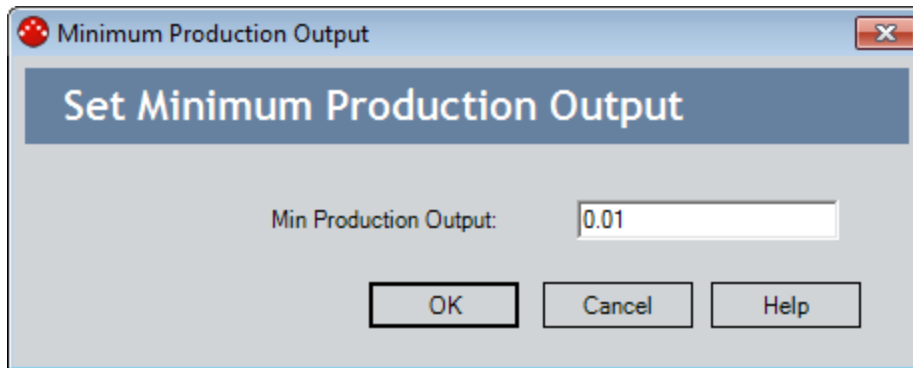 Minimum Production Output
Set Minimum Production Output
Min Production Output: 0.01
OK Cancel Help